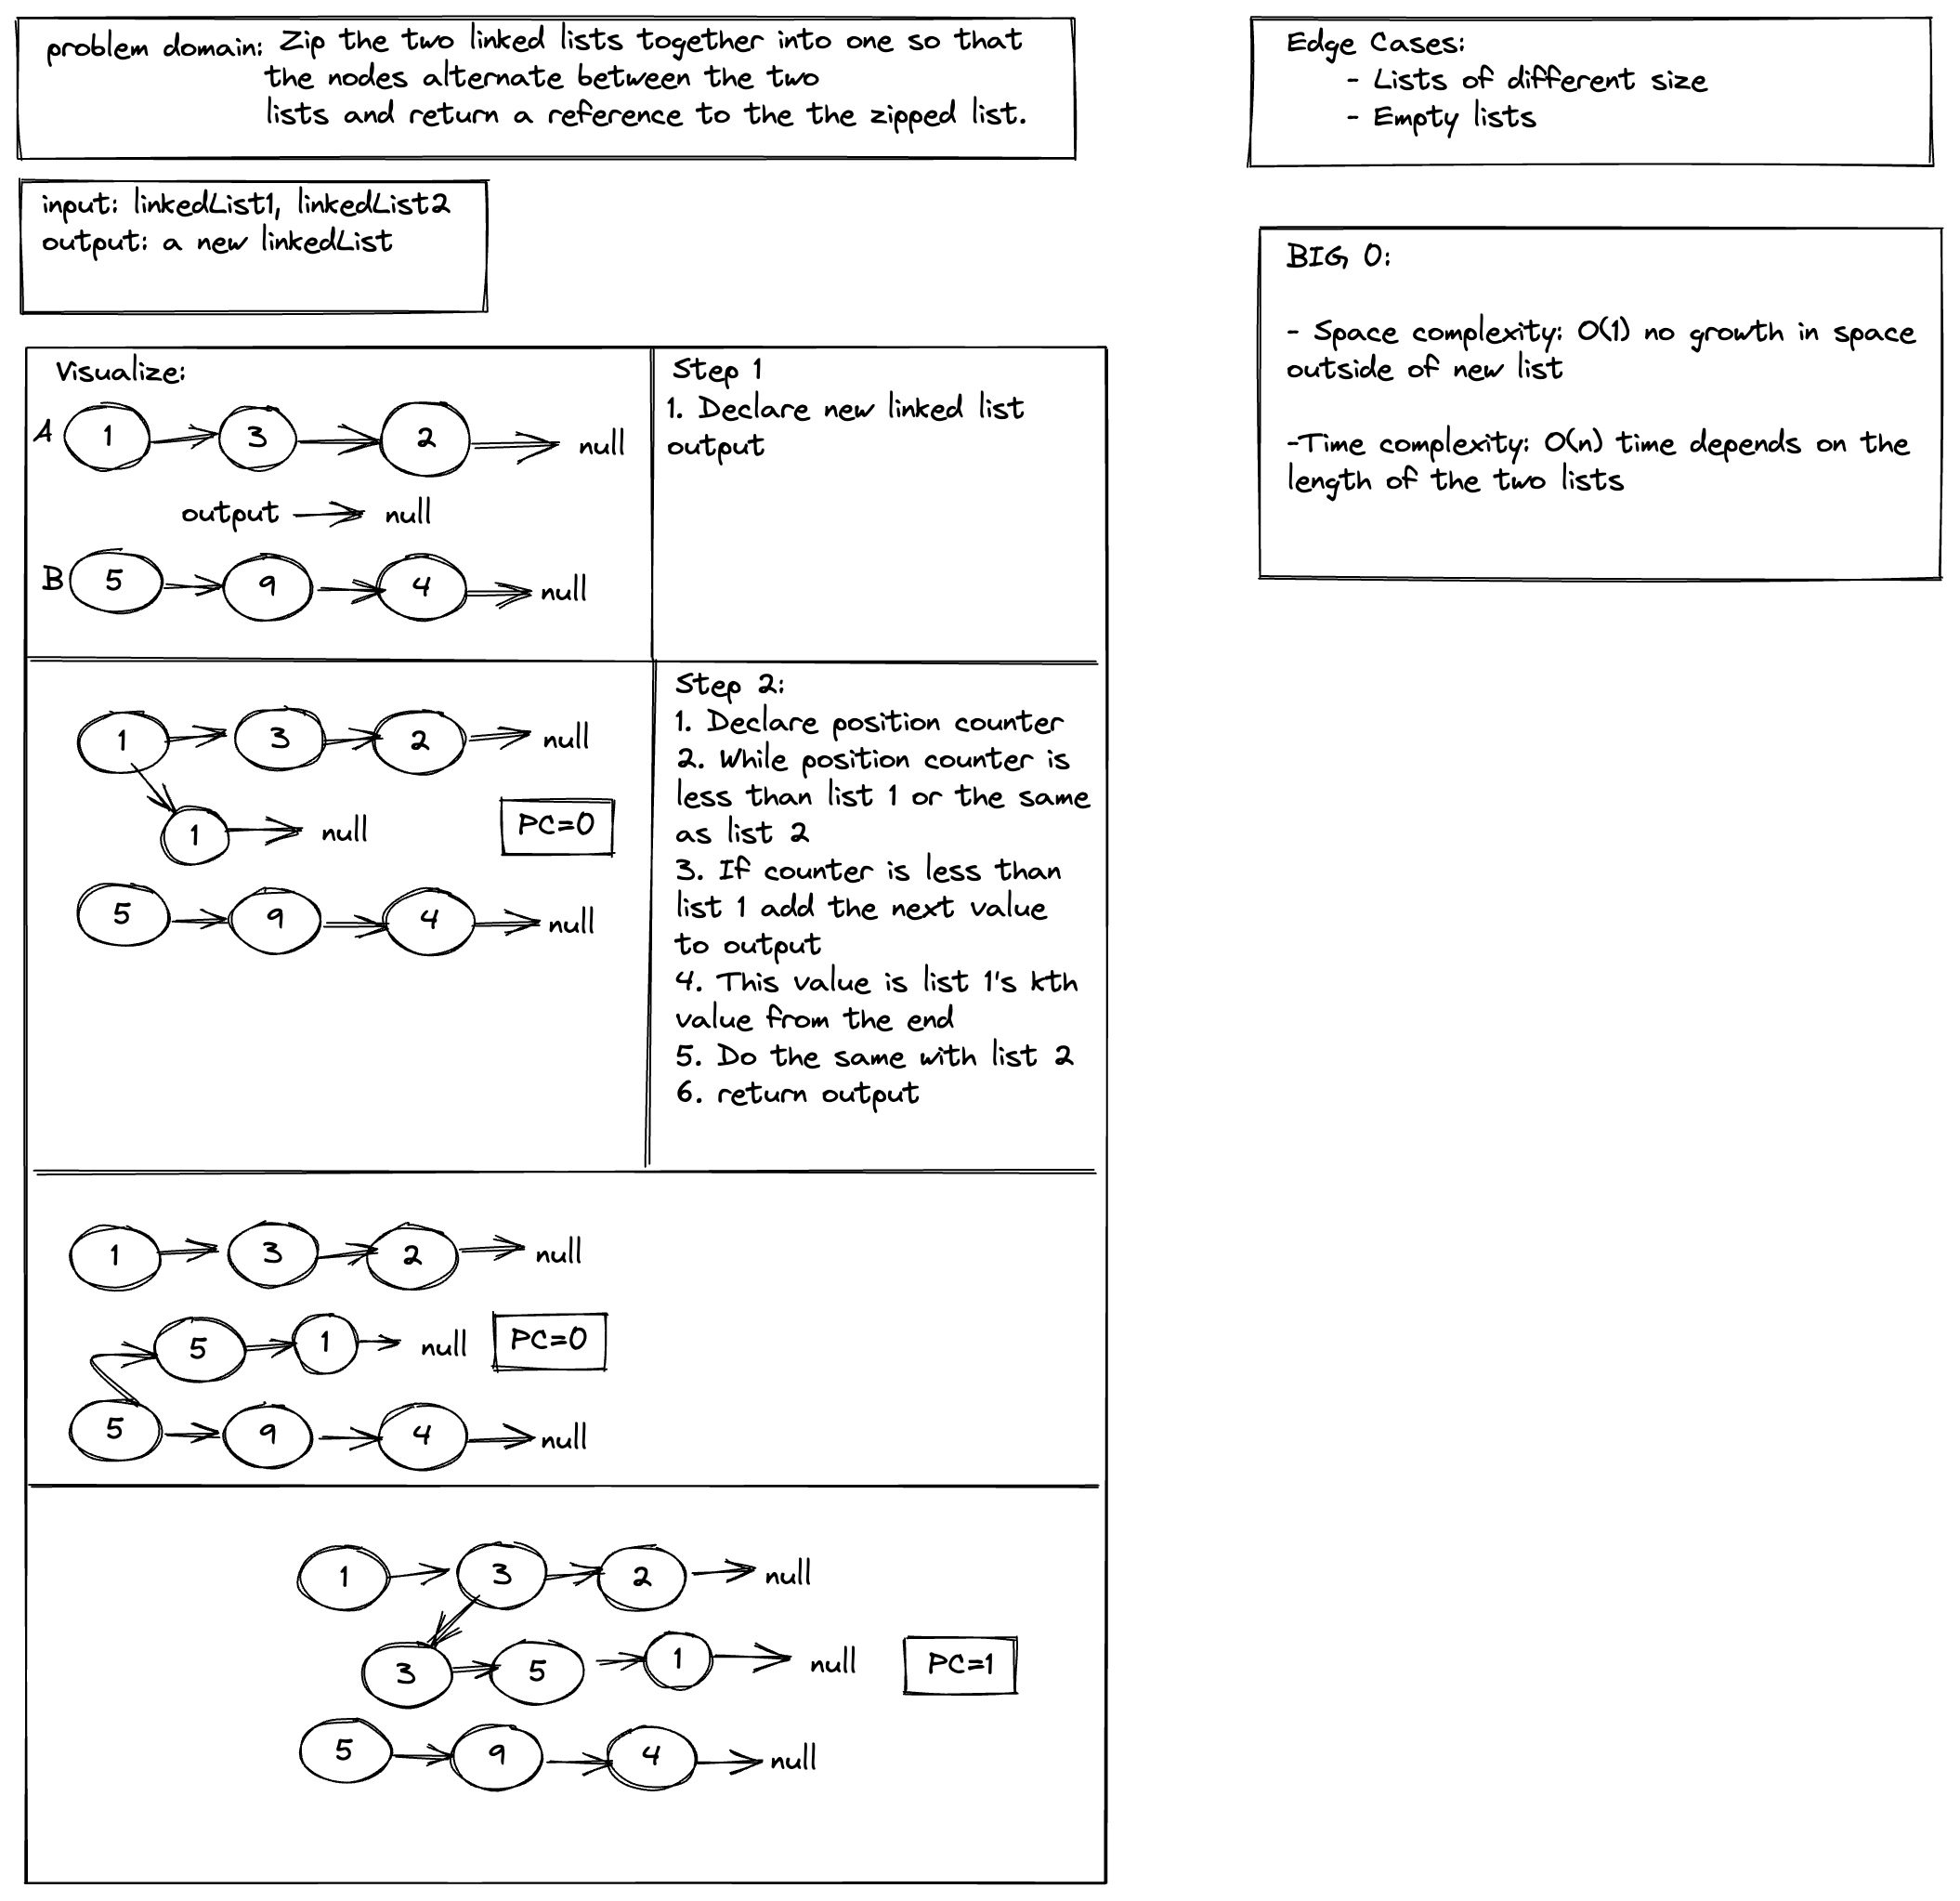 problem domain: Zip the two linked lists together into one so that
the nodes alternate between the two
lists and return a reference to the the zipped list.
Edge Cases:
- Lists of different size
- Empty lists
input: linkedList1, linkedList2
output: a new linkedList
BIG O:
- Space complexity: O(1) no growth in space
outside of new list
-Time complexity: O(n) time depends on the
length of the two lists
Visualize:
A 1 3 2 null
output null
B 5 9 4 null
Step 1
1. Declare new linked list
output
1 3 2 null
1 null PC=0
5 9 4 null
Step 2:
1. Declare position counter
2. While position counter is
less than list 1 or the same
as list 2
3. If counter is less than
list 1 add the next value
to output
4. This value is list 1's kth
value from the end
5. Do the same with list 2
6. return output
1 3 2 null
5 1 null PC=0
5 9 4 null
1 3 2 null
3 5 1 null PC=1
5 9 4 null